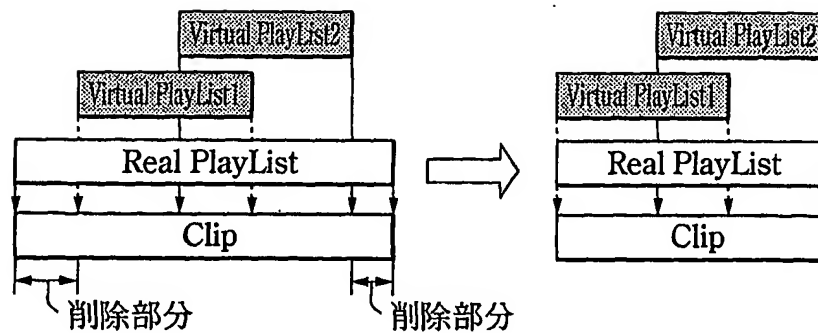 Virtual PlayList2
Virtual PlayList1
Real PlayList
Clip
削除部分
削除部分
Virtual PlayList2
Virtual PlayList1
Real PlayList
Clip